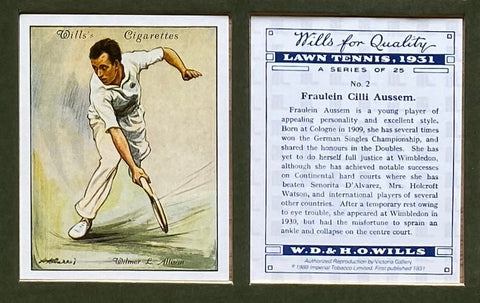 Wills's Cigarettes
Wilmer L. Allison
Wills for Quality
LAWN TENNIS, 1931
A SERIES OF 25
No. 2
Fraulein Cilli Aussem.
Fraulein Aussem is a young player of
appealing personality and excellent style.
Born at Cologne in 1909, she has several times
won the German Singles Championship, and
shared the honours in the Doubles. She has
yet to do herself full justice at Wimbledon,
although she has achieved notable successes
on Continental hard courts where she has
beaten Senorita D'Alvarez, Mrs. Holcroft
Watson, and international players of several
other countries. After a temporary rest owing
to eye trouble, she appeared at Wimbledon in
1930, but had the misfortune to sprain an
ankle and collapse on the centre court.
W.D.&H.O.WILLS
Authorized Reproduction by Victoria Gallery
© 1989 Imperial Tobacco Limited. First published 1931